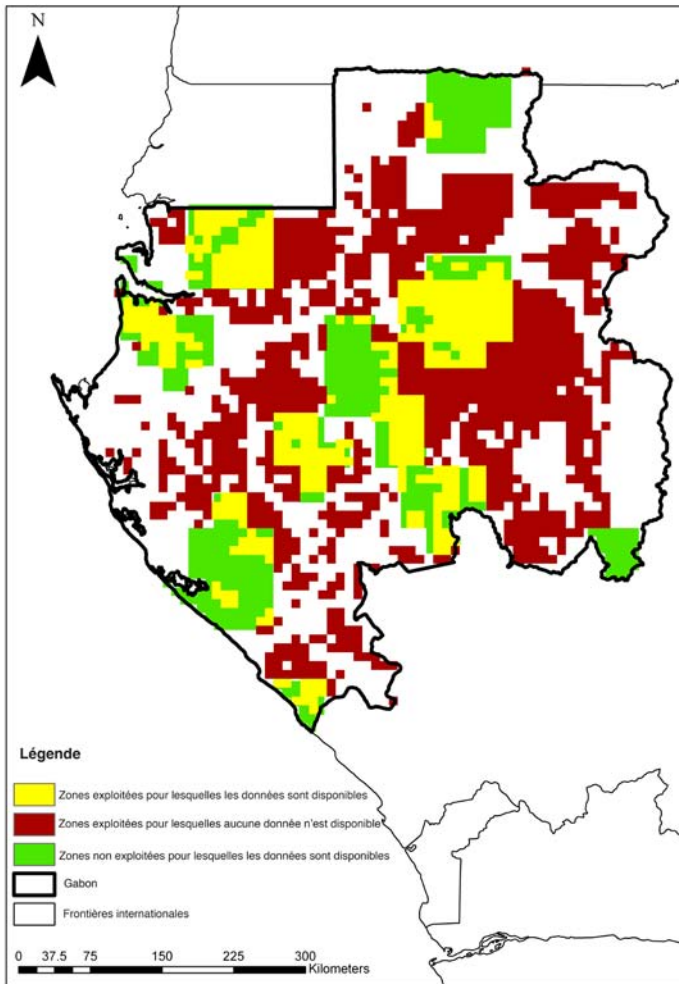 N
Légende
Zones exploitées pour lesquelles les données sont disponibles
Zones exploitées pour lesquelles aucune donnée n'est disponible
Zones non exploitées pour lesquelles les données sont disponibles
Gabon
Frontières internationales
0 37.5 75 150 225 300 Kilometers